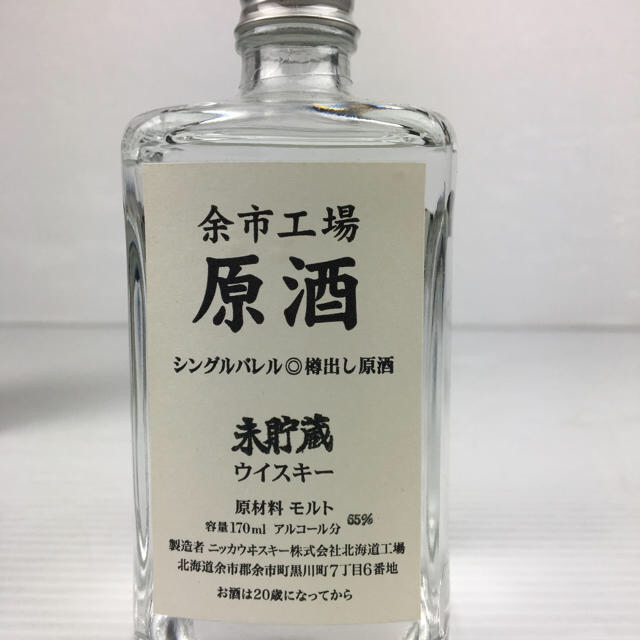 余市工場
原酒
シングルバレル◎樽出し原酒
未貯蔵
ウイスキー
原材料 モルト
容量170ml アルコール分 65%
製造者 ニッカウヰスキー株式会社北海道工場
北海道余市郡余市町黒川町7丁目6番地
お酒は20歳になってから